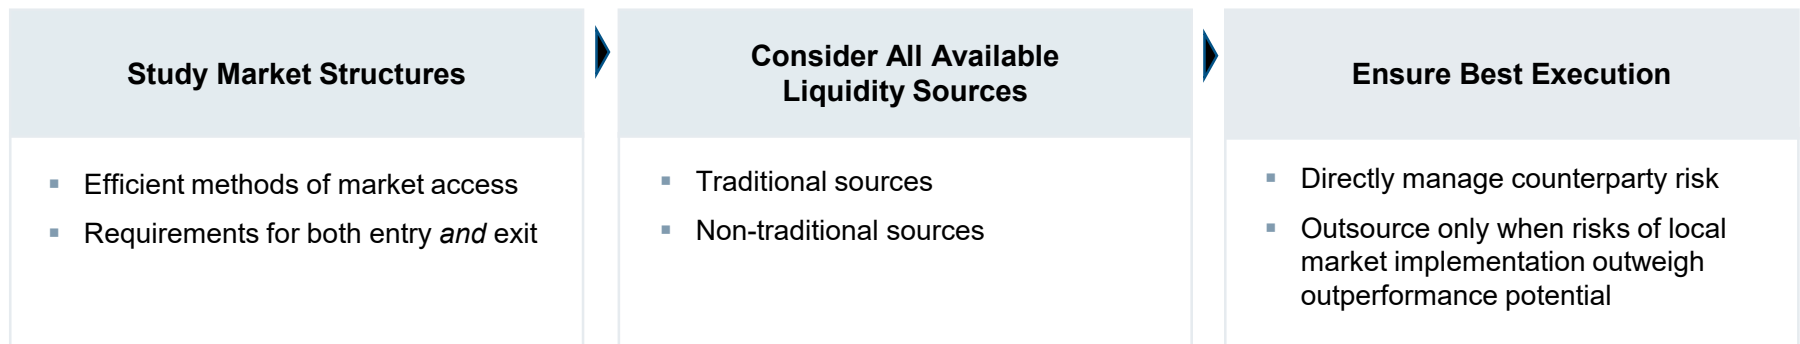 Study Market Structures
▪ Efficient methods of market access
▪ Requirements for both entry and exit
Consider All Available
Liquidity Sources
▪ Traditional sources
▪ Non-traditional sources
Ensure Best Execution
▪ Directly manage counterparty risk
▪ Outsource only when risks of local
market implementation outweigh
outperformance potential